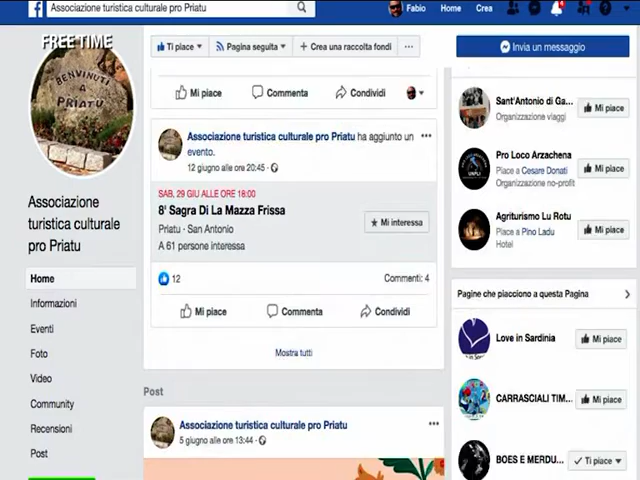 Associazione turistica culturale pro Priatu
Fabio Home Crea
FREE TIME
BENVINUTI
A
PRIATU
Associazione
turistica culturale
pro Priatu
Home
Informazioni
Eventi
Foto
Video
Community
Recensioni
Post
Ti piace Pagina seguita + Crea una raccolta fondi ...
Mi piace Commenta Condividi
Associazione turistica culturale pro Priatu ha aggiunto un
evento.
12 giugno alle ore 20:45
SAB, 29 GIU ALLE ORE 18:00
8' Sagra Di La Mazza Frissa
Priatu · San Antonio
A 61 persone interessa
Mi interessa
12 Commenti: 4
Mi piace Commenta Condividi
Mostra tutti
Post
Associazione turistica culturale pro Priatu
5 giugno alle ore 13:44
Invia un messaggio
Sant'Antonio di Ga...
Organizzazione viaggi
Mi piace
Pro Loco Arzachena
Piace a Cesare Donati
Organizzazione no-profit
Mi piace
UNPLI
Agriturismo Lu Rotu
Piace a Pino Ladu
Hotel
Mi piace
Pagine che piacciono a questa Pagina
Love in Sardinia
Mi piace
CARRASCIALI TIM...
Mi piace
BOES E MERDU...
Ti piace